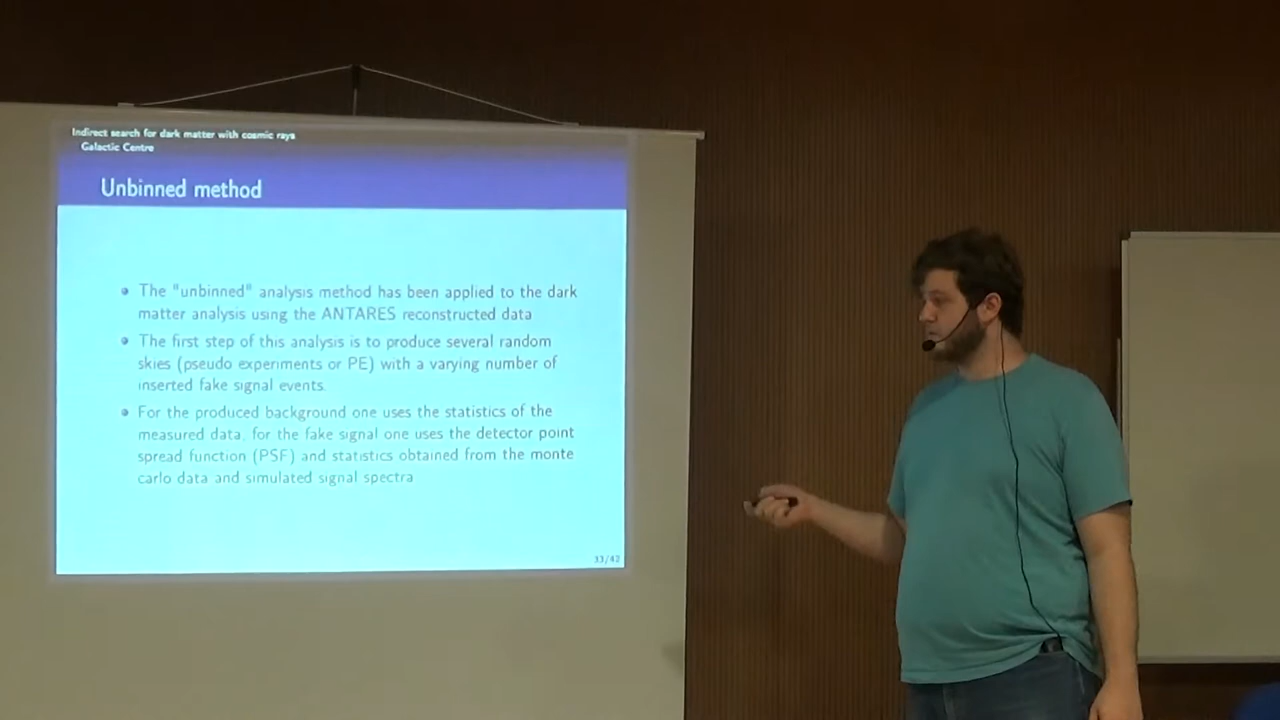 Indirect search for dark matter with cosmic rays
Galactic Centre
Unbinned method
The "unbinned" analysis method has been applied to the dark
matter analysis using the ANTARES reconstructed data
The first step of this analysis is to produce several random
skies (pseudo experiments or PE) with a varying number of
inserted fake signal events.
For the produced background one uses the statistics of the
measured data, for the fake signal one uses the detector point
spread function (PSF) and statistics obtained from the monte
carlo data and simulated signal spectra
33/42